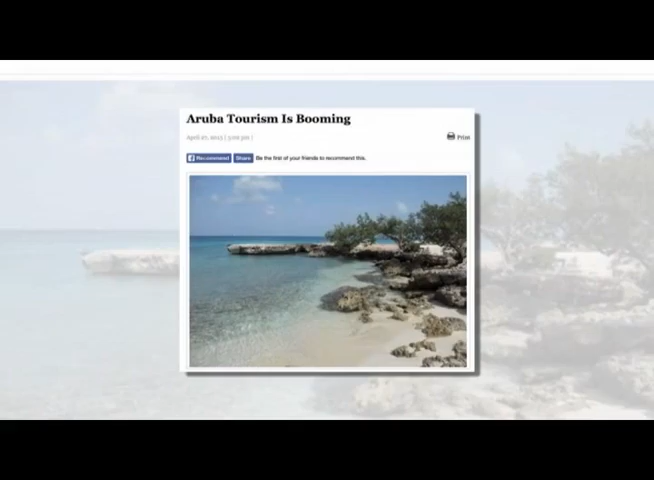 Aruba Tourism Is Booming
Print
Recommend Share Be the first of your friends to recommend this.